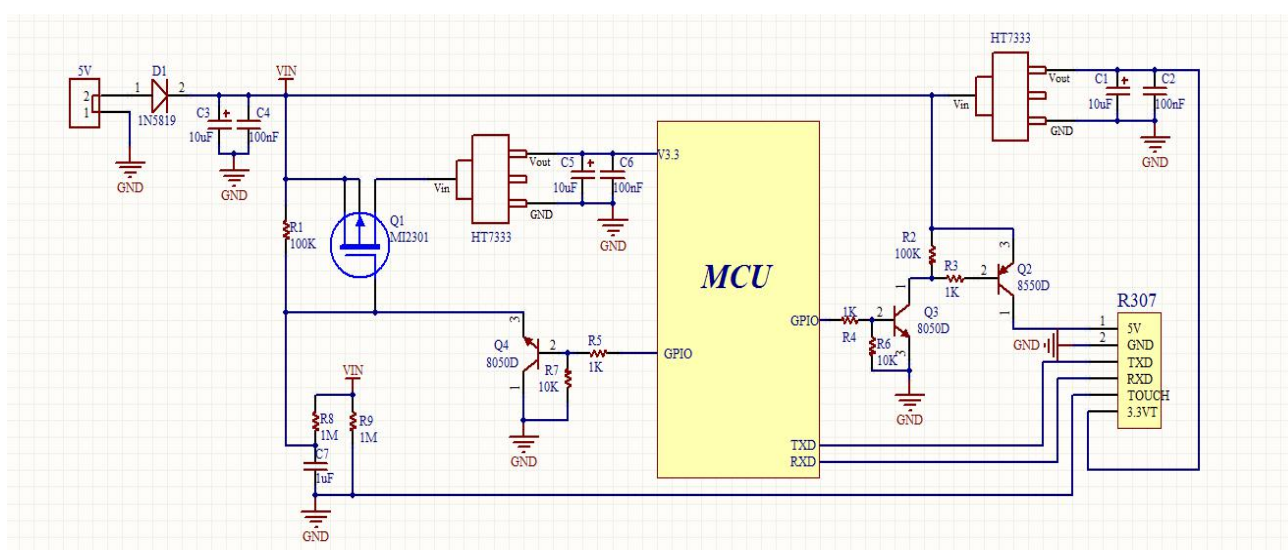 HT7333
5V
D1
VIN
1
2
2
1
1N5819
C3
10uF
C4
100nF
GND
GND
Vin
Vout
GND
C1
10uF
C2
100nF
GND
Vin
Vout
GND
HT7333
C5
10uF
C6
100nF
GND
V3.3
R1
100K
Q1
MI2301
MCU
R2
100K
R3
1K
2
3
1
Q2
8550D
GPIO
1K
R4
2
1
3
Q3
8050D
R6
10K
GND
R307
1
5V
GND
2
GND
TXD
RXD
TOUCH
3.3VT
3
2
1
Q4
8050D
R5
1K
R7
10K
GPIO
GND
VIN
R8
1M
R9
1M
C7
1uF
GND
TXD
RXD